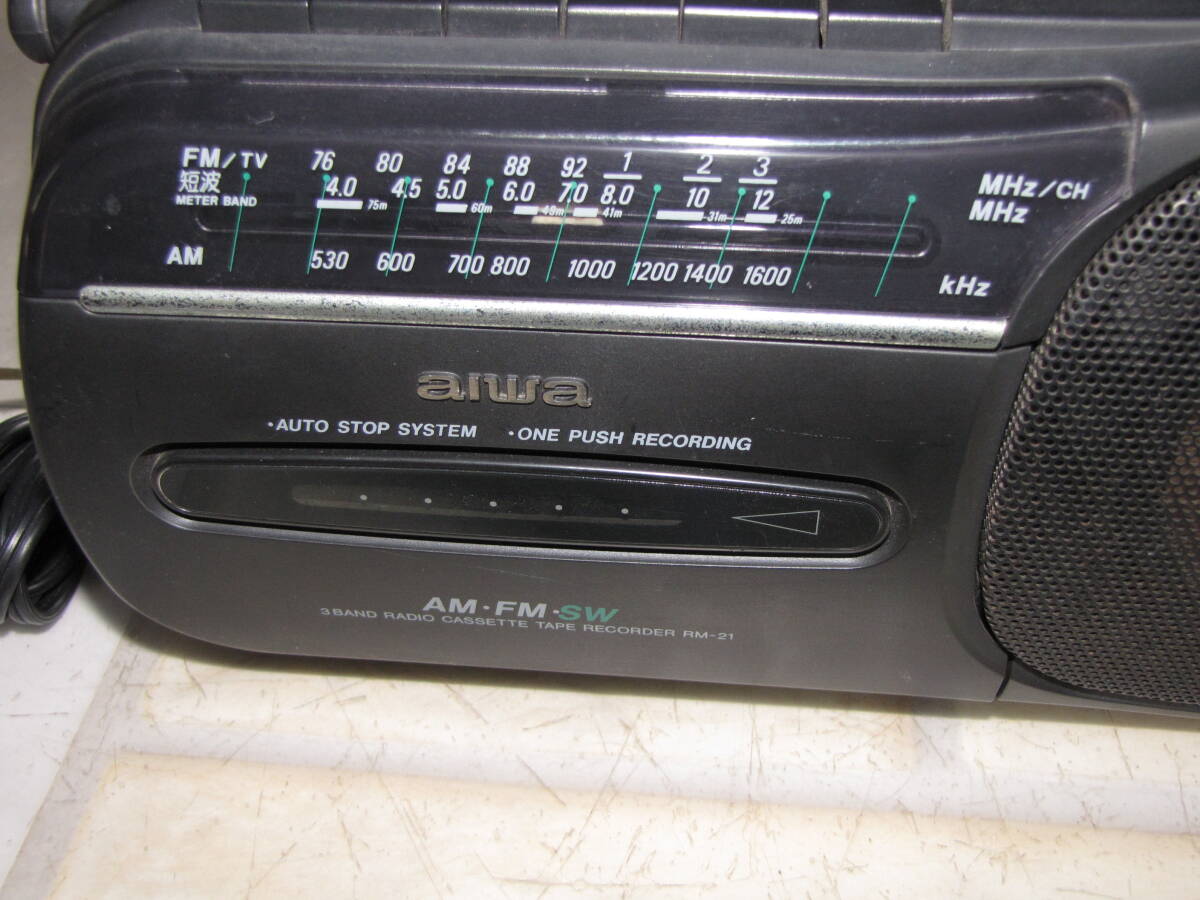 FM/TV 76 80 84 88 92 1 2 3 MHz/CH
短波 4.0 4.5 5.0 6.0 7.0 8.0 10 12 MHz
METER BAND 75m 60m 49m 41m 31m 25m
AM 530 600 700 800 1000 1200 1400 1600 kHz
aiwa
•AUTO STOP SYSTEM •ONE PUSH RECORDING
AM•FM•SW
3 BAND RADIO CASSETTE TAPE RECORDER RM-21